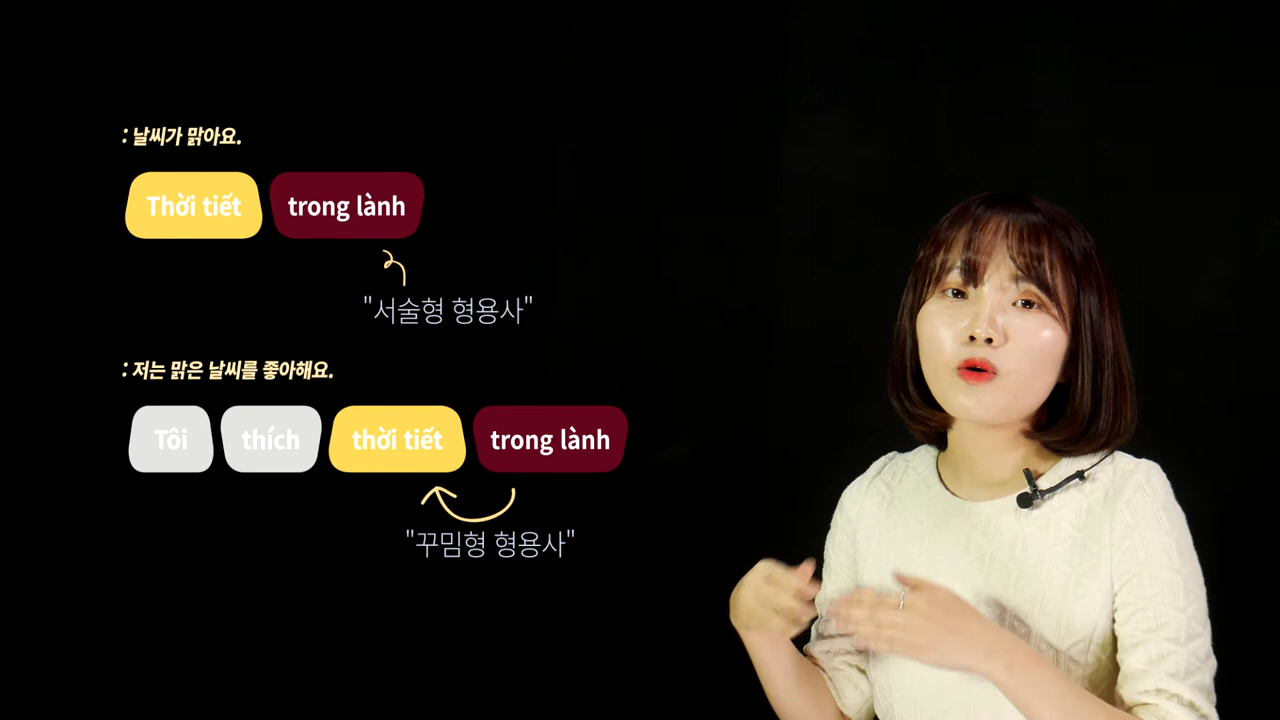 : 날씨가 맑아요.
Thời tiết trong lành
"서술형 형용사"
: 저는 맑은 날씨를 좋아해요.
Tôi thích thời tiết trong lành
"꾸밈형 형용사"